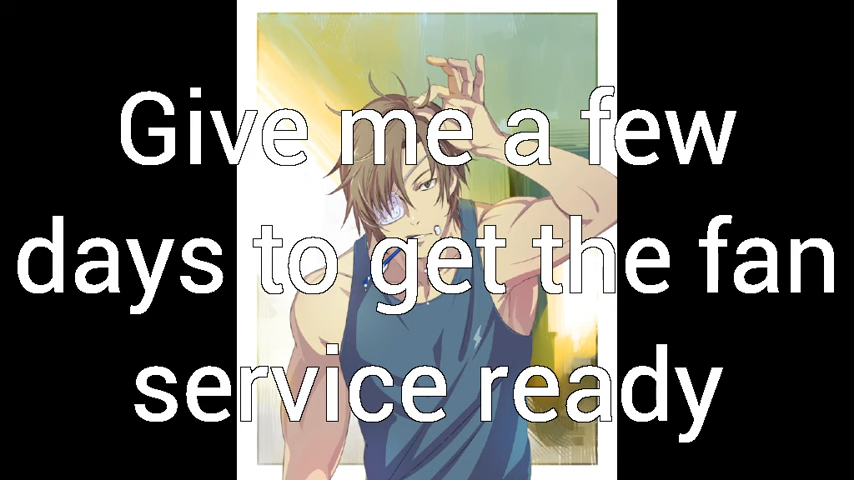 Give me a few
days to get the fan
service ready